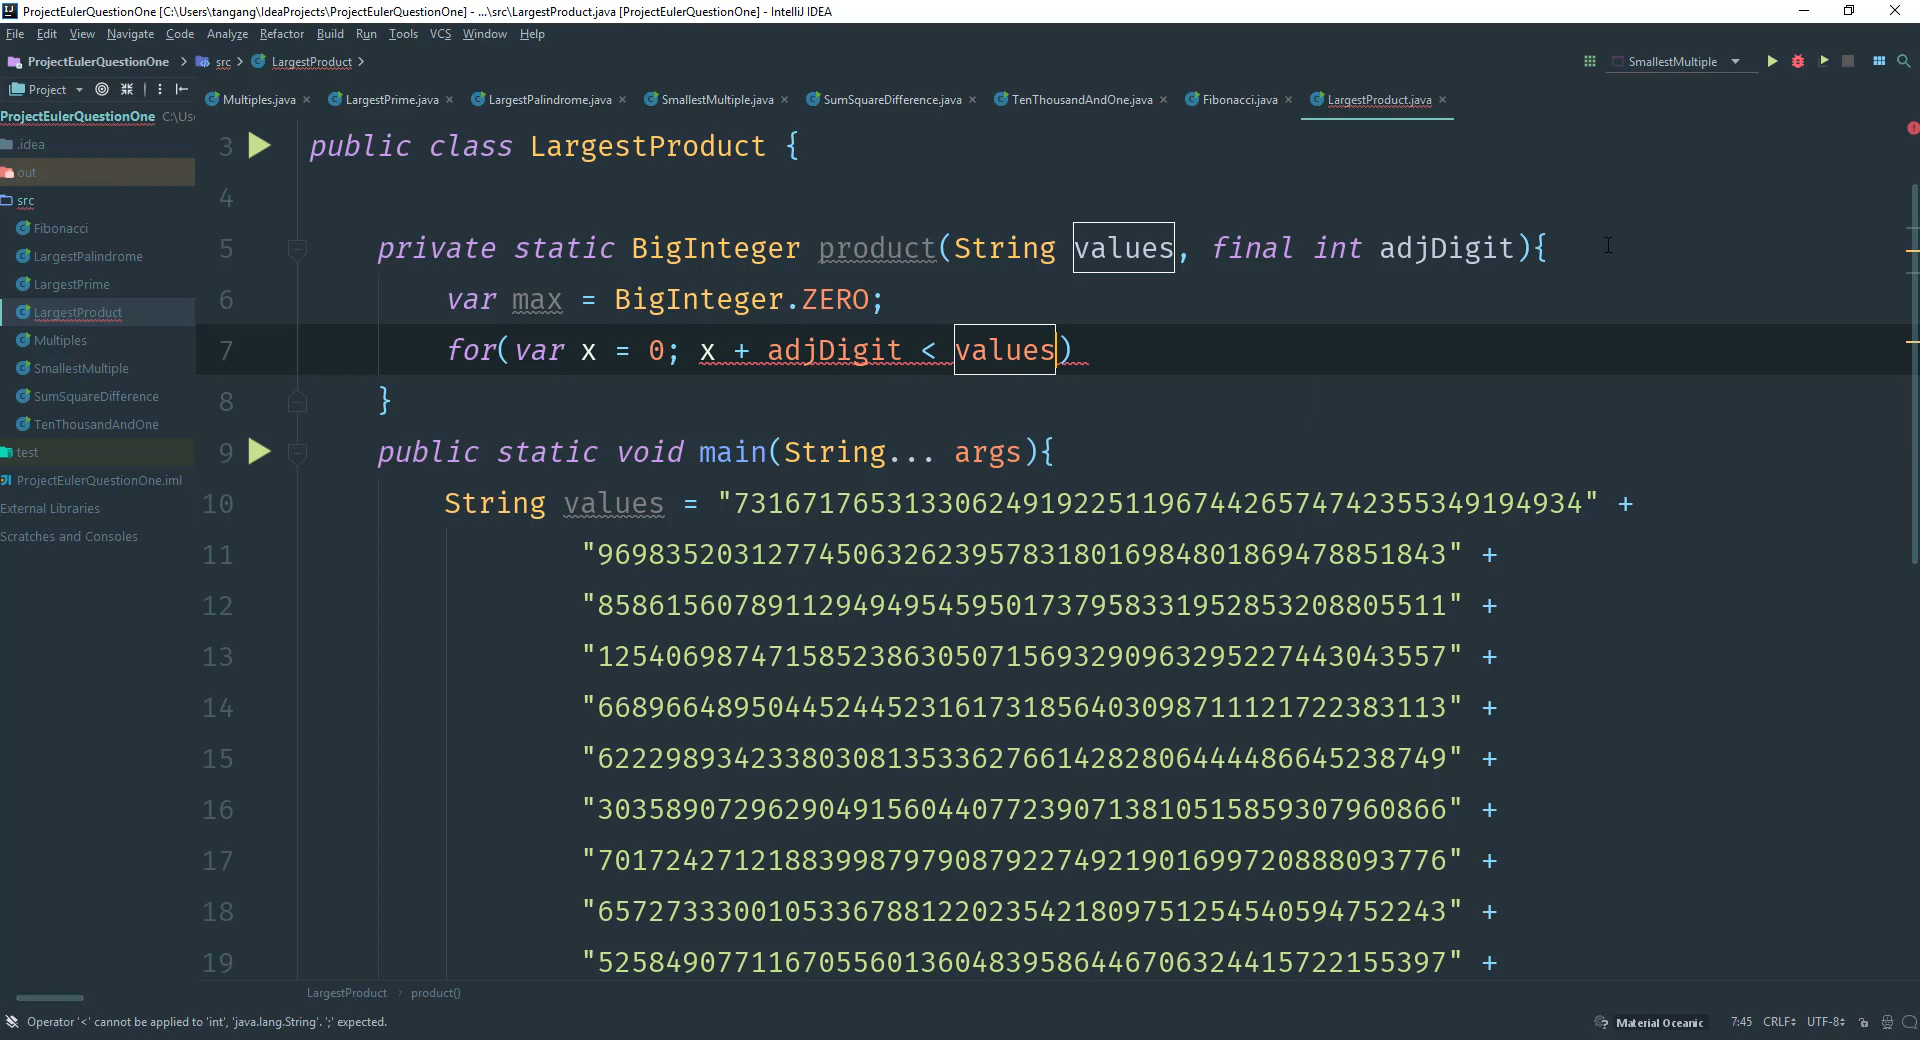 ProjectEulerQuestionOne [C:\Users\tangang\IdeaProjects\ProjectEulerQuestionOne] - ...\src\LargestProduct.java [ProjectEulerQuestionOne] - IntelliJ IDEA
File Edit View Navigate Code Analyze Refactor Build Run Tools VCS Window Help
ProjectEulerQuestionOne src LargestProduct SmallestMultiple
Project Multiples.java LargestPrime.java LargestPalindrome.java SmallestMultiple.java SumSquareDifference.java TenThousandAndOne.java Fibonacci.java LargestProduct.java
ProjectEulerQuestionOne C:\Use
.idea
out
src
Fibonacci
LargestPalindrome
LargestPrime
LargestProduct
Multiples
SmallestMultiple
SumSquareDifference
TenThousandAndOne
test
ProjectEulerQuestionOne.iml
External Libraries
Scratches and Consoles
3 public class LargestProduct {
4
5 private static BigInteger product(String values, final int adjDigit){
6 var max = BigInteger.ZERO;
7 for(var x = 0; x + adjDigit < values)
8 }
9 public static void main(String... args){
10 String values = "73167176531330624919225119674426574742355349194934" +
11 "96983520312774506326239578318016984801869478851843" +
12 "85861560789112949495459501737958331952853208805511" +
13 "12540698747158523863050715693290963295227443043557" +
14 "66896648950445244523161731856403098711121722383113" +
15 "62229893423380308135336276614282806444486645238749" +
16 "30358907296290491560440772390713810515859307960866" +
17 "70172427121883998797908792274921901699720888093776" +
18 "65727333001053367881220235421809751254540594752243" +
19 "52584907711670556013604839586446706324415722155397" +
LargestProduct product()
Operator '<' cannot be applied to 'int', 'java.lang.String'. ';' expected. Material Oceanic 7:45 CRLF UTF-8